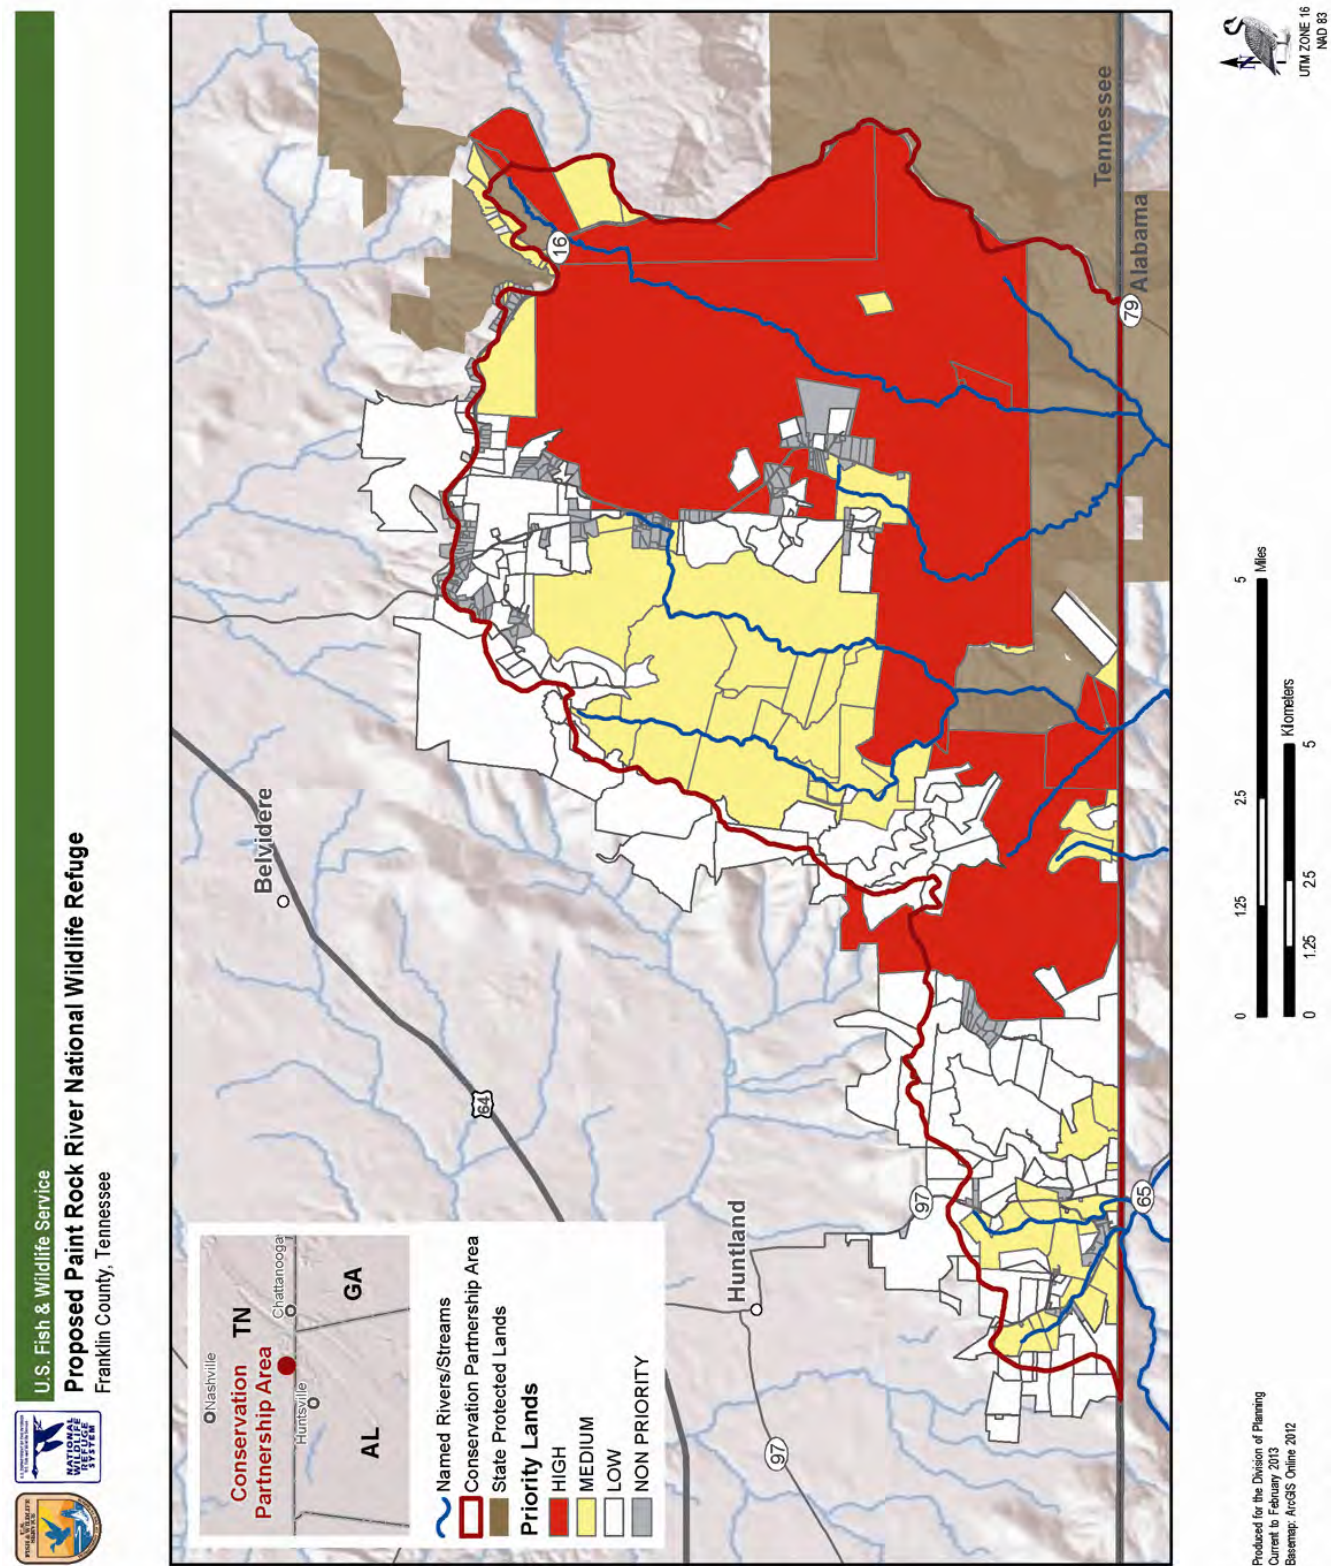 U.S. Fish & Wildlife Service
Proposed Paint Rock River National Wildlife Refuge
Franklin County, Tennessee
NATIONAL
WILDLIFE
REFUGE
SYSTEM
Nashville
TN
Conservation
Partnership Area
Chattanooga
Huntsville
AL
GA
Named Rivers/Streams
Conservation Partnership Area
State Protected Lands
Priority Lands
HIGH
MEDIUM
LOW
NON PRIORITY
Belvidere
64
Huntland
97
97
65
16
79
Tennessee
Alabama
0
1.25
2.5
5
Miles
0
1.25
2.5
5
Kilometers
Produced for the Division of Planning
Current to February 2013
Basemap: ArcGIS Online 2012
N
UTM ZONE 16
NAD 83